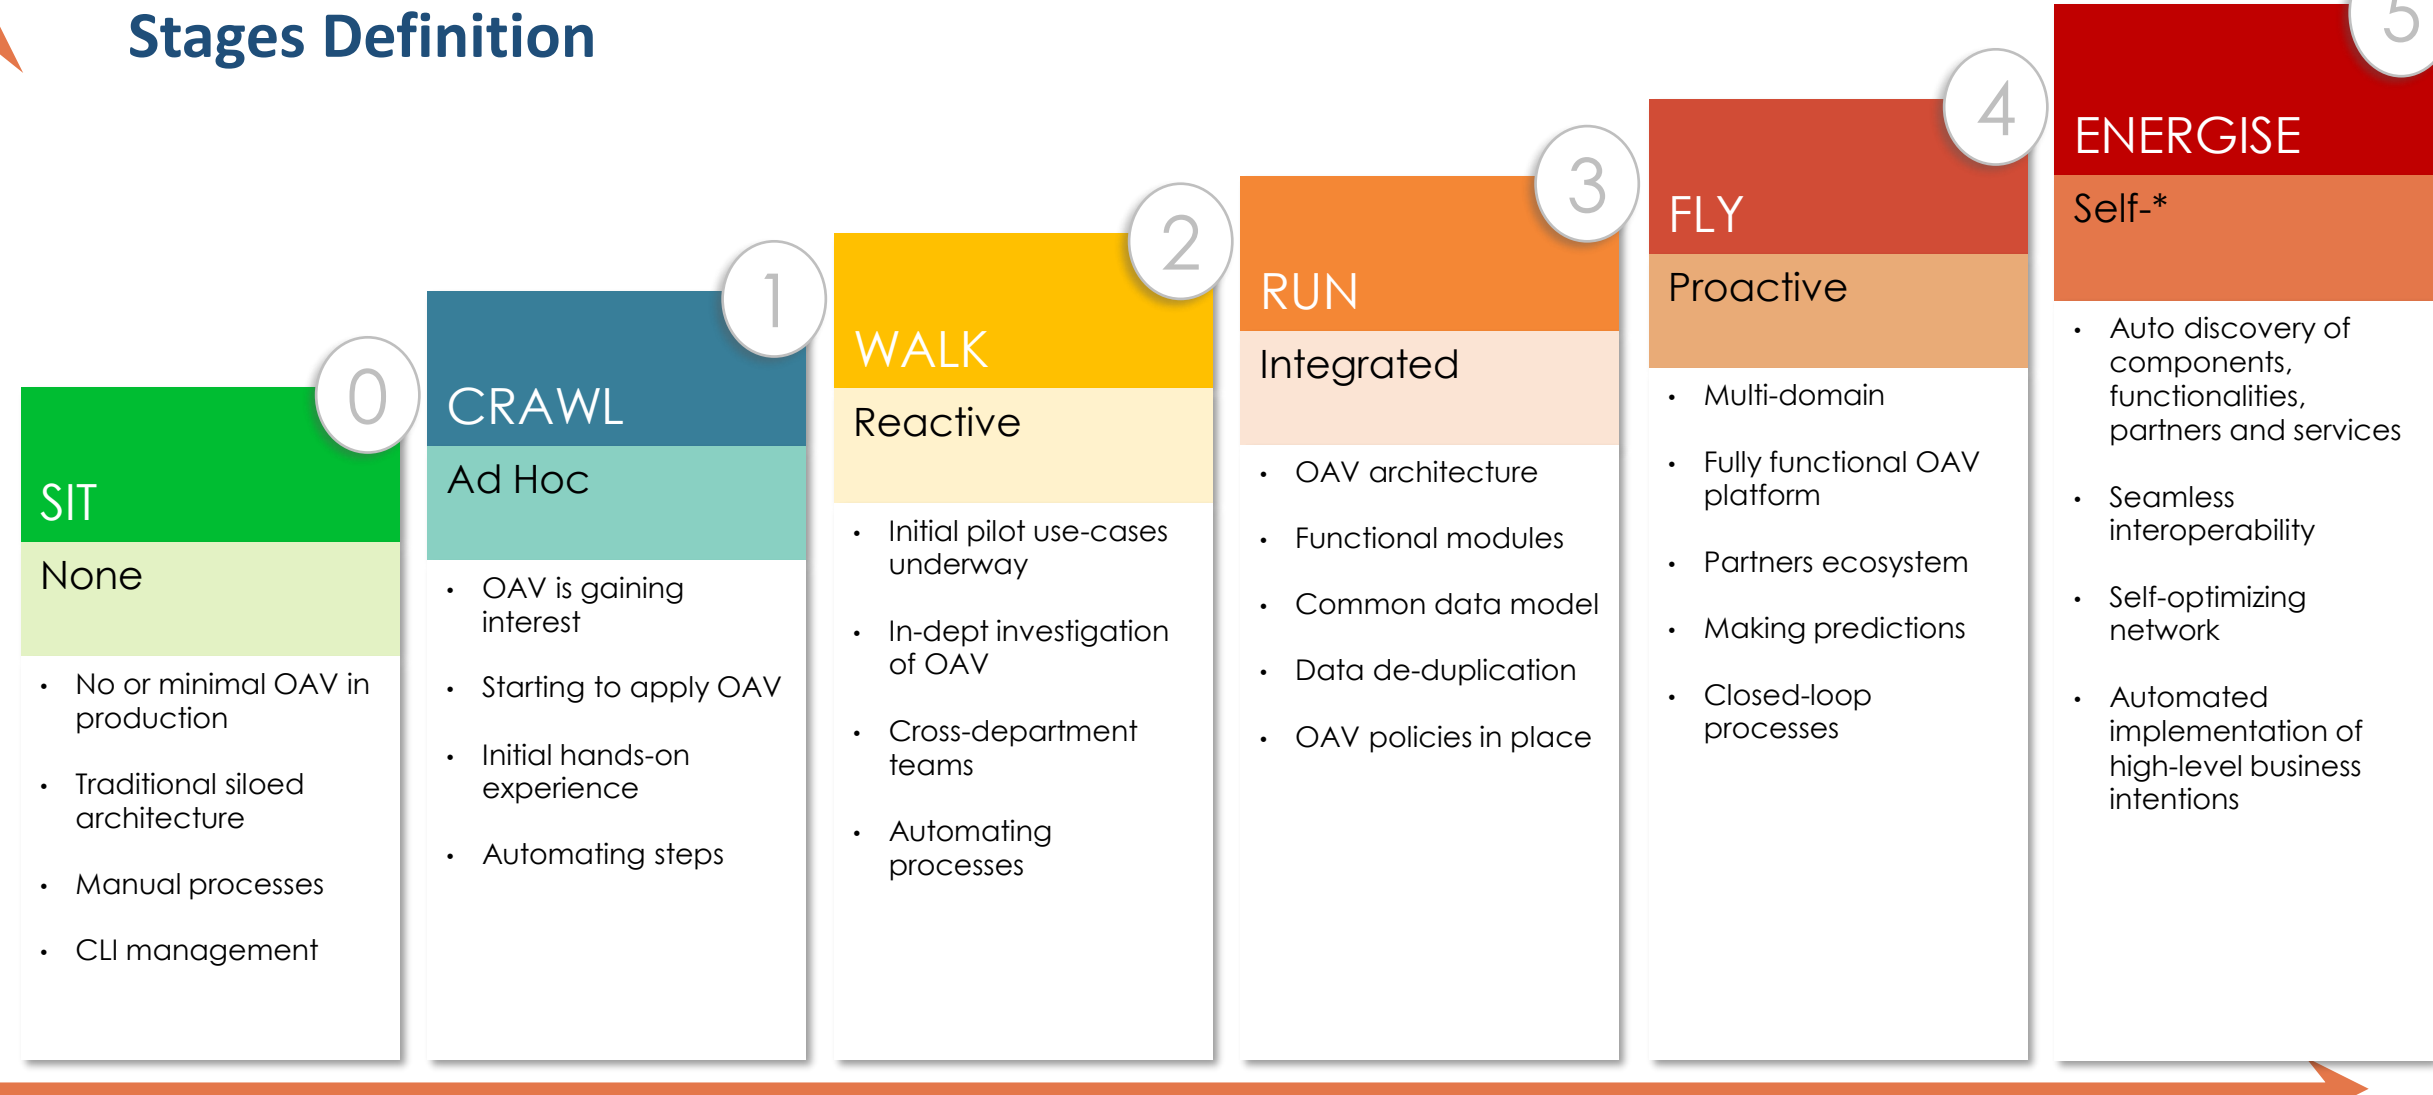 Stages Definition
0
SIT
None
• No or minimal OAV in
production
• Traditional siloed
architecture
• Manual processes
• CLI management
1
CRAWL
Ad Hoc
• OAV is gaining
interest
• Starting to apply OAV
• Initial hands-on
experience
• Automating steps
2
WALK
Reactive
• Initial pilot use-cases
underway
• In-dept investigation
of OAV
• Cross-department
teams
• Automating
processes
3
RUN
Integrated
• OAV architecture
• Functional modules
• Common data model
• Data de-duplication
• OAV policies in place
4
FLY
Proactive
• Multi-domain
• Fully functional OAV
platform
• Partners ecosystem
• Making predictions
• Closed-loop
processes
5
ENERGISE
Self-*
• Auto discovery of
components,
functionalities,
partners and services
• Seamless
interoperability
• Self-optimizing
network
• Automated
implementation of
high-level business
intentions